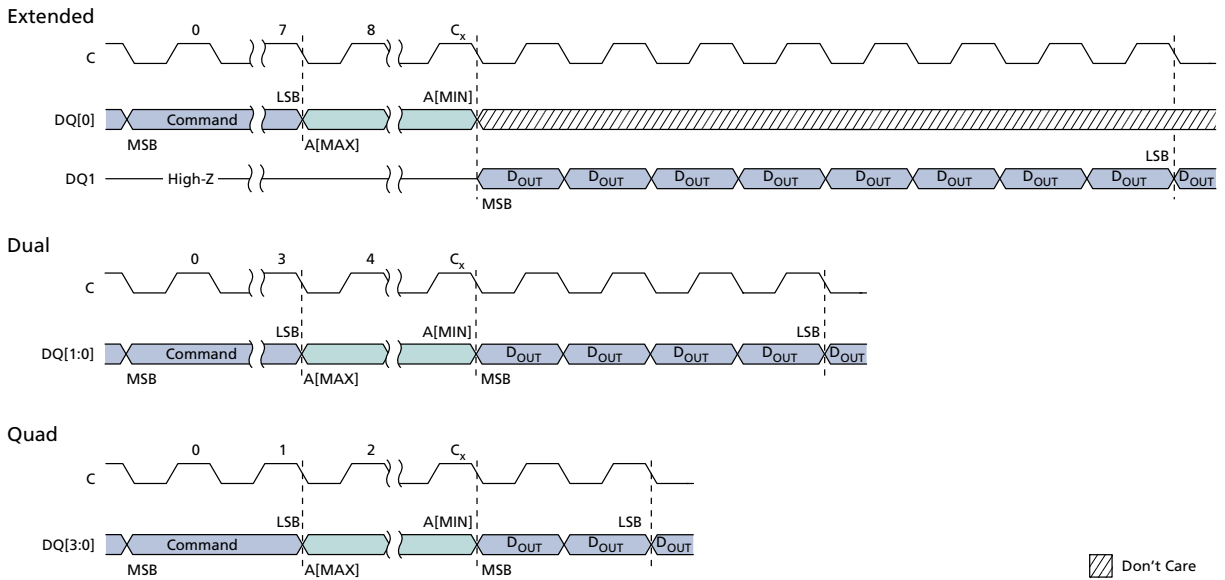 Extended
0 7 8 Cx
C
LSB A[MIN]
DQ[0] Command
MSB A[MAX] LSB
DQ1 High-Z DOUT DOUT DOUT DOUT DOUT DOUT DOUT DOUT DOUT
MSB
Dual
0 3 4 Cx
C
LSB A[MIN] LSB
DQ[1:0] Command DOUT DOUT DOUT DOUT DOUT
MSB A[MAX] MSB
Quad
0 1 2 Cx
C
LSB A[MIN] LSB
DQ[3:0] Command DOUT DOUT DOUT
MSB A[MAX] MSB
Don't Care